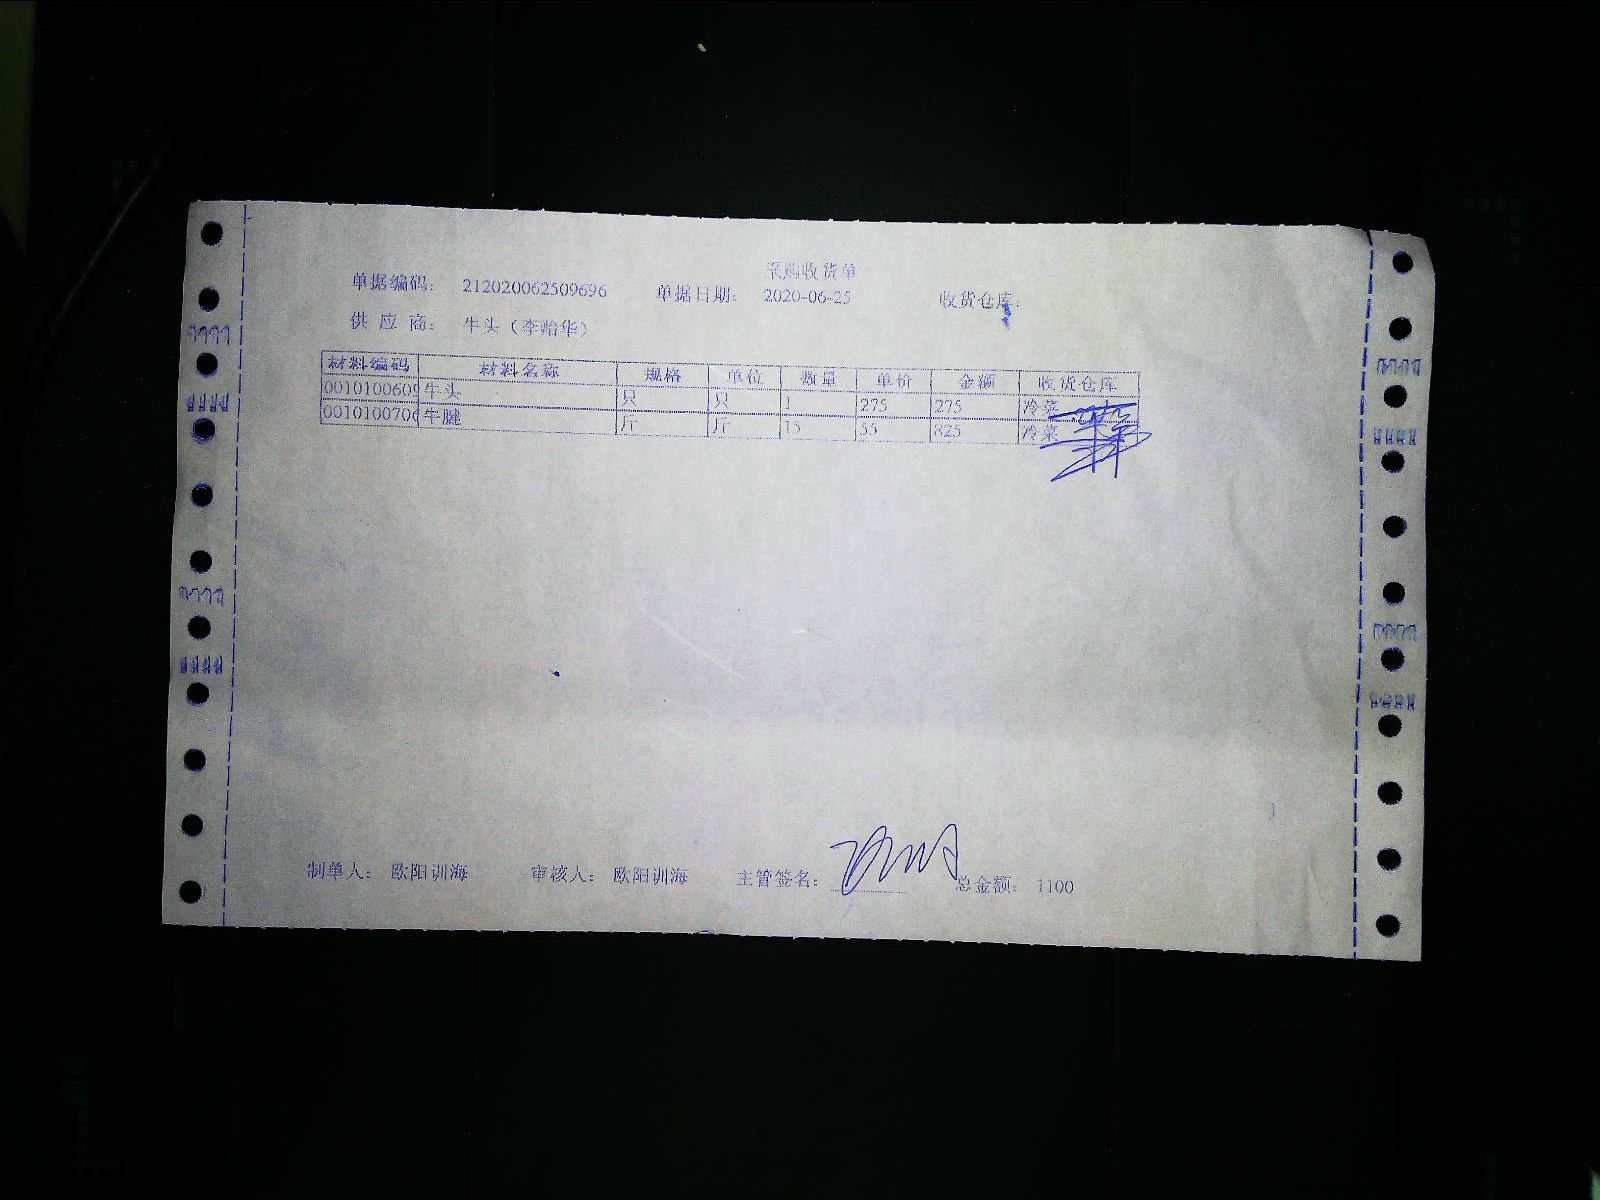 采购收货单
单据编码： 212020062509696 单据日期： 2020-06-25 收货仓库：
供 应 商： 牛头（李贻华）
材料编码 材料名称 规格 单位 数量 单价 金额 收货仓库
0010100609 牛头 只 只 1 275 275 冷菜
0010100706 牛腱 斤 斤 15 55 825 冷菜
制单人： 欧阳训海 审核人： 欧阳训海 主管签名： 总金额： 1100